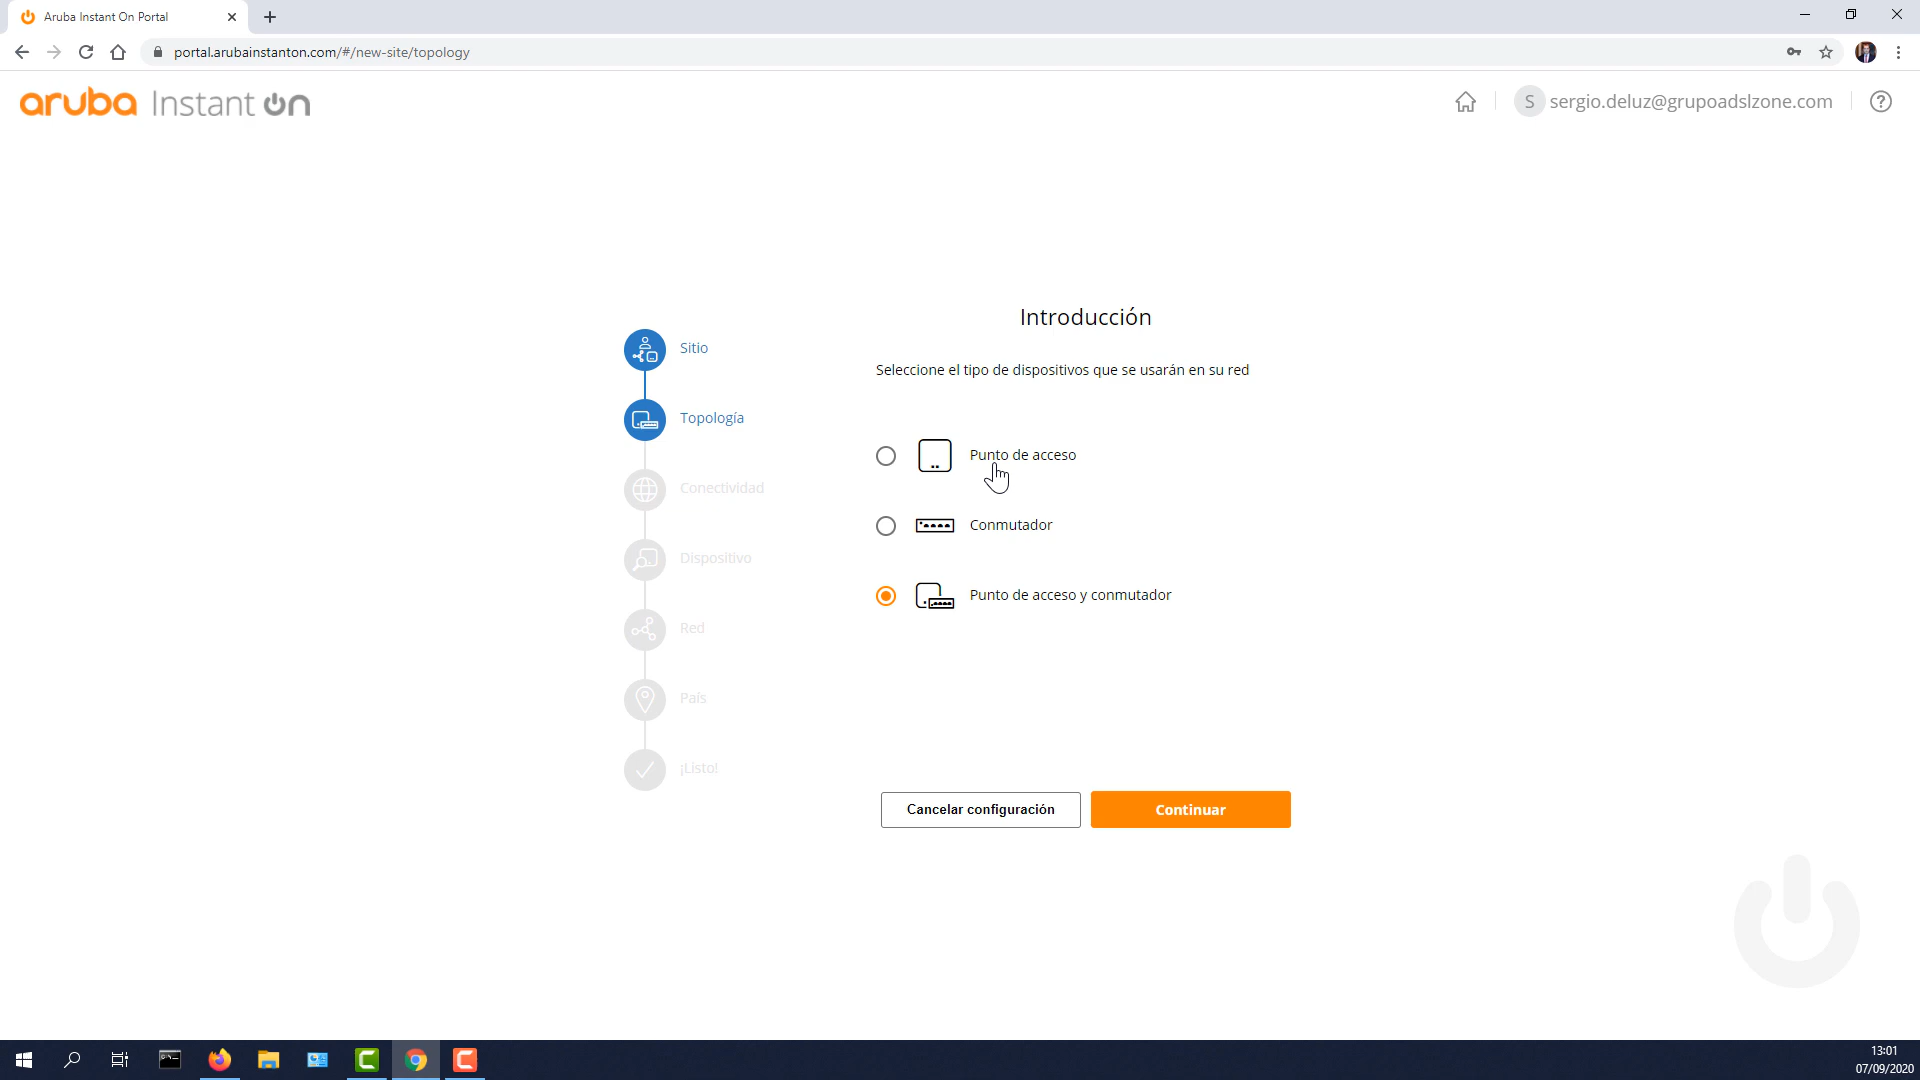 Aruba Instant On Portal
portal.arubainstanton.com/#/new-site/topology
aruba Instant On
S sergio.deluz@grupoadslzone.com ?
Introducción
Seleccione el tipo de dispositivos que se usarán en su red
Sitio
Topología
Conectividad
Dispositivo
Red
País
¡Listo!
Punto de acceso
Conmutador
Punto de acceso y conmutador
Cancelar configuración
Continuar
13:01
07/09/2020